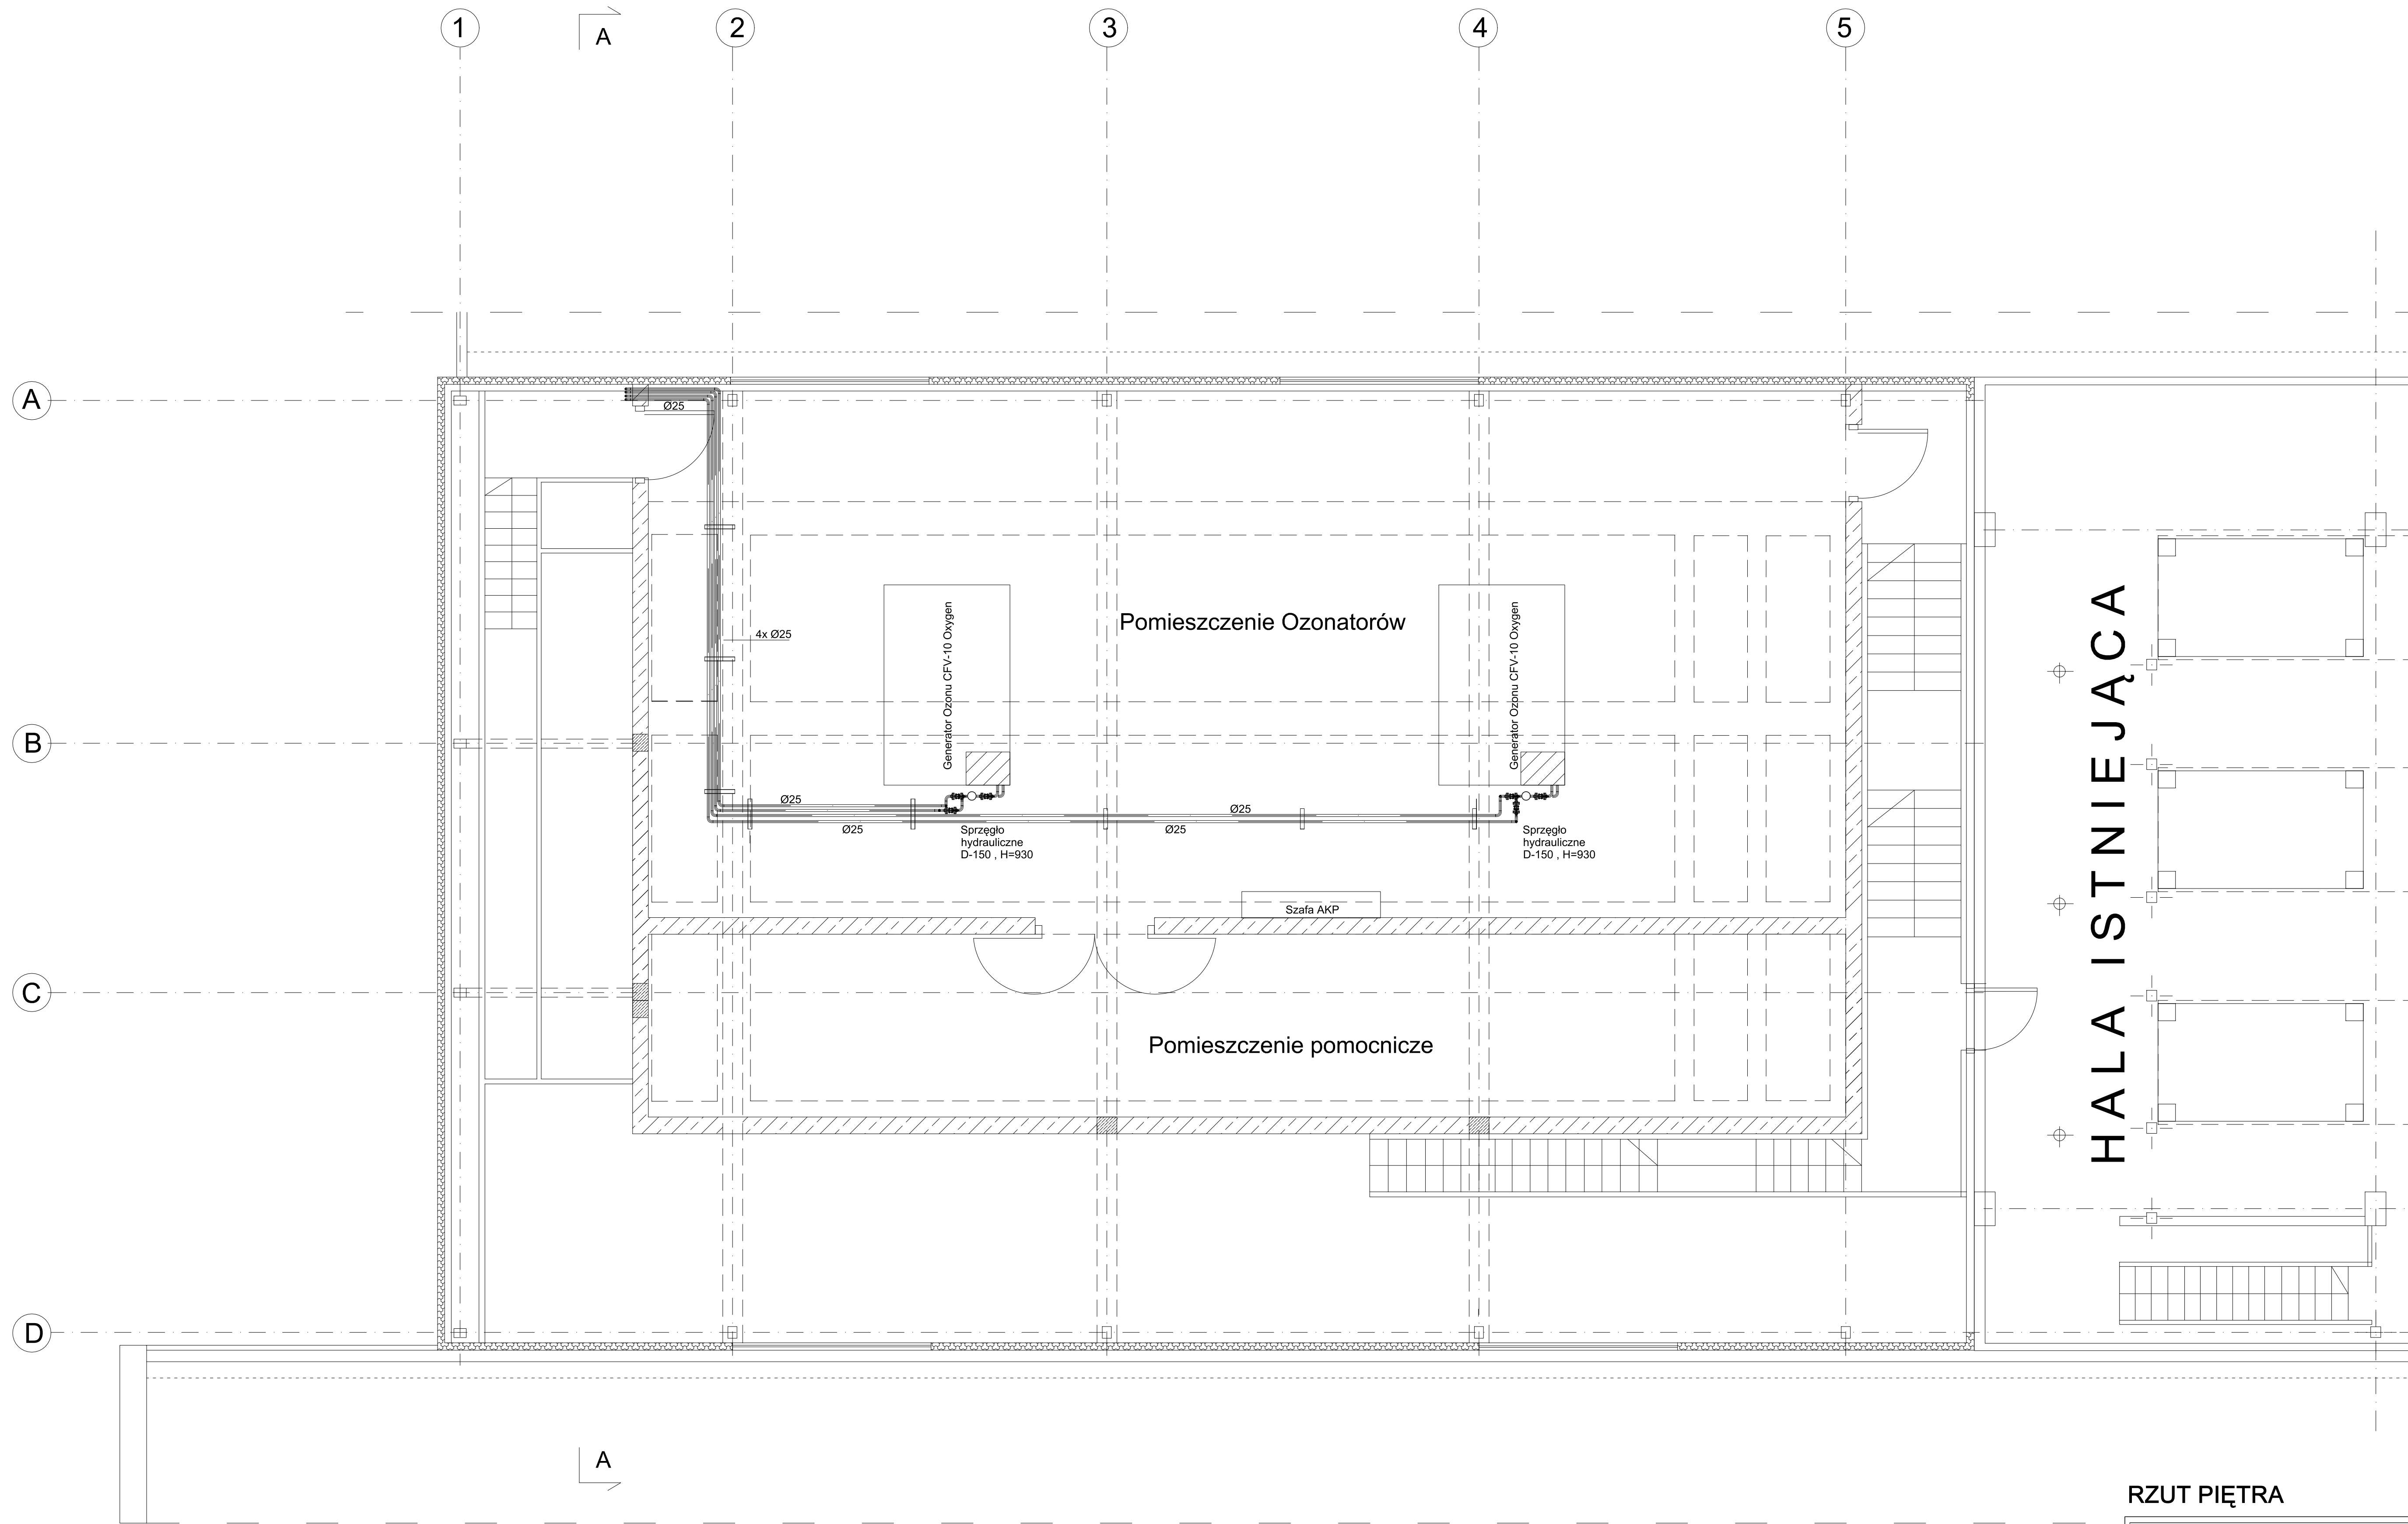 1
A
2
3
4
5
A
Ø25
4x Ø25
Generator Ozonu CFV-10 Oxygen
Pomieszczenie Ozonatorów
Generator Ozonu CFV-10 Oxygen
HALA ISTNIEJĄCA
B
Ø25
Ø25
Ø25
Ø25
Sprzęgło
hydrauliczne
D-150 , H=930
Sprzęgło
hydrauliczne
D-150 , H=930
Szafa AKP
C
Pomieszczenie pomocnicze
D
A
RZUT PIĘTRA